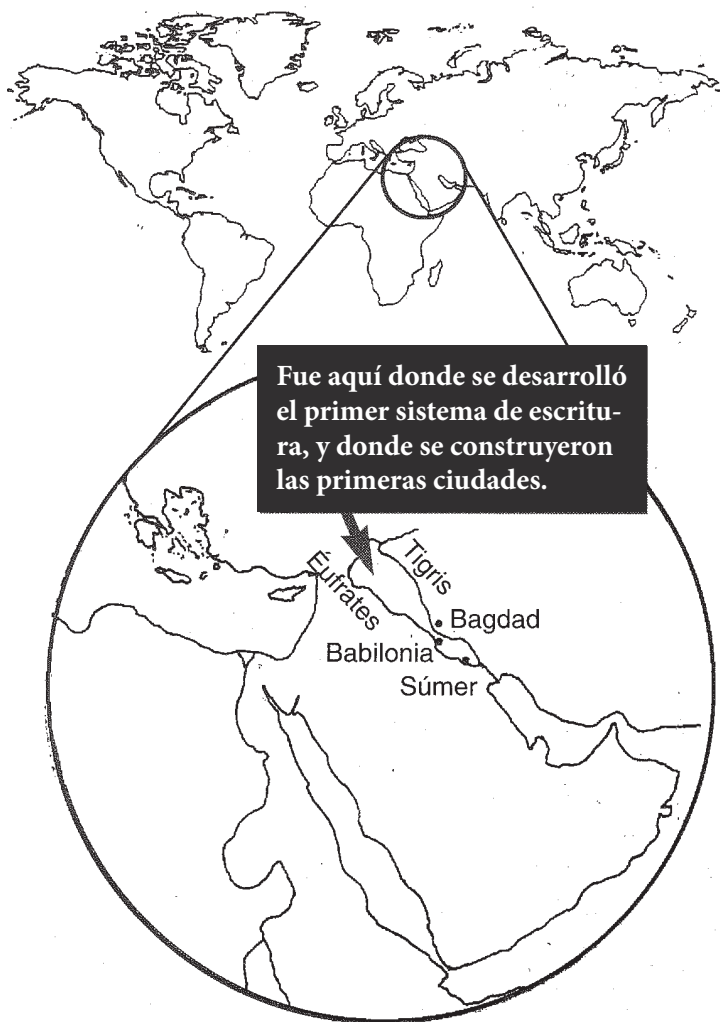 Fue aquí donde se desarrolló
el primer sistema de escritu-
ra, y donde se construyeron
las primeras ciudades.
Éufrates
Tigris
Bagdad
Babilonia
Súmer